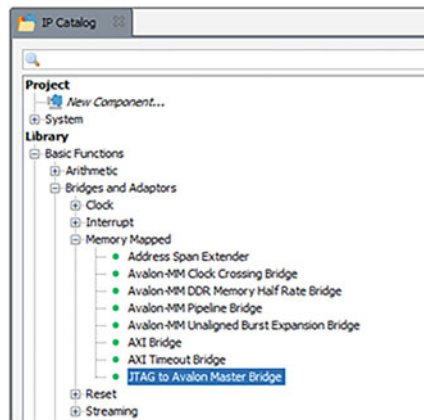 IP Catalog
Project
New Component...
System
Library
Basic Functions
Arithmetic
Bridges and Adaptors
Clock
Interrupt
Memory Mapped
Address Span Extender
Avalon-MM Clock Crossing Bridge
Avalon-MM DDR Memory Half Rate Bridge
Avalon-MM Pipeline Bridge
Avalon-MM Unaligned Burst Expansion Bridge
AXI Bridge
AXI Timeout Bridge
JTAG to Avalon Master Bridge
Reset
Streaming